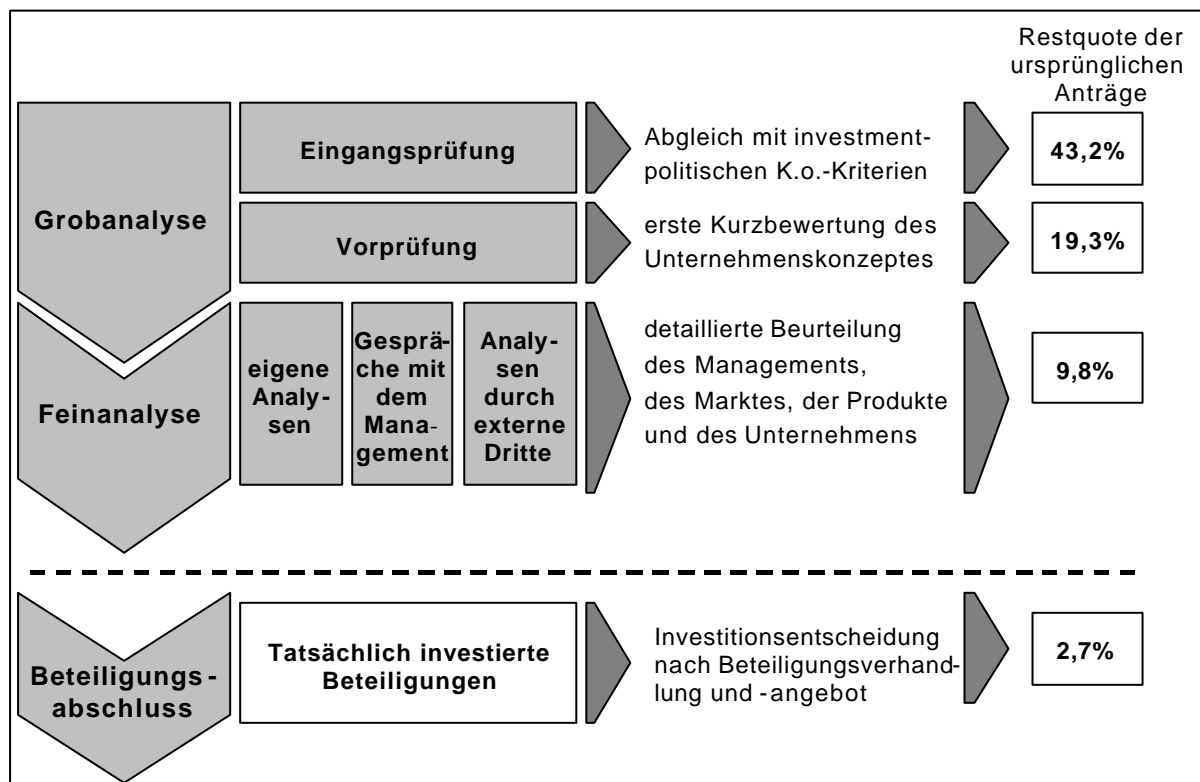 Restquote der
ursprünglichen
Anträge
Grobanalyse
Eingangsprüfung
Abgleich mit investment-
politischen K.o.-Kriterien
43,2%
Vorprüfung
erste Kurzbewertung des
Unternehmenskonzeptes
19,3%
Feinanalyse
eigene
Analy-
sen
Gesprä-
che mit
dem
Mana-
gement
Analy-
sen
durch
externe
Dritte
detaillierte Beurteilung
des Managements,
des Marktes, der Produkte
und des Unternehmens
9,8%
Beteiligungs-
abschluss
Tatsächlich investierte
Beteiligungen
Investitionsentscheidung
nach Beteiligungsverhand-
lung und -angebot
2,7%